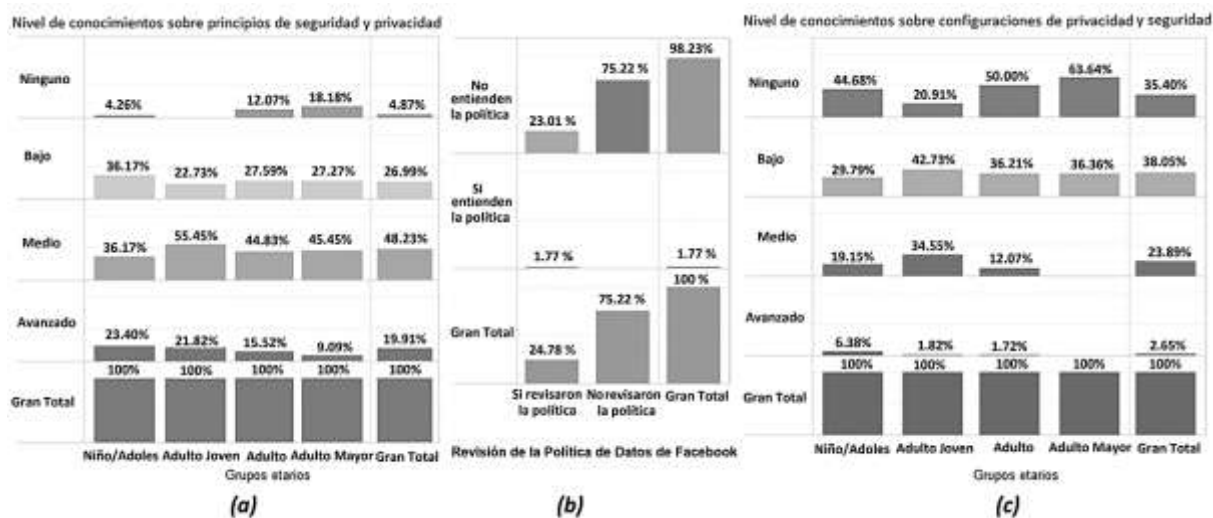 Nivel de conocimientos sobre principios de seguridad y privacidad
Ninguno
4.26%
12.07%
18.18%
4.87%
Bajo
36.17%
22.73%
27.59%
27.27%
26.99%
Medio
36.17%
55.45%
44.83%
45.45%
48.23%
Avanzado
23.40%
21.82%
15.52%
9.09%
19.91%
Gran Total
100%
100%
100%
100%
100%
Niño/Adoles Adulto Joven Adulto Adulto Mayor Gran Total
Grupos etarios
(a)
No
entienden
la política
23.01 %
75.22 %
98.23%
Si
entienden
la política
1.77 %
1.77 %
Gran Total
24.78 %
75.22 %
100 %
Si revisaron
la política
No revisaron
la política
Gran Total
Revisión de la Política de Datos de Facebook
(b)
Nivel de conocimientos sobre configuraciones de privacidad y seguridad
Ninguno
44.68%
20.91%
50.00%
63.64%
35.40%
Bajo
29.79%
42.73%
36.21%
36.36%
38.05%
Medio
19.15%
34.55%
12.07%
23.89%
Avanzado
6.38%
1.82%
1.72%
2.65%
Gran Total
100%
100%
100%
100%
100%
Niño/Adoles Adulto Joven Adulto Adulto Mayor Gran Total
Grupos etarios
(c)